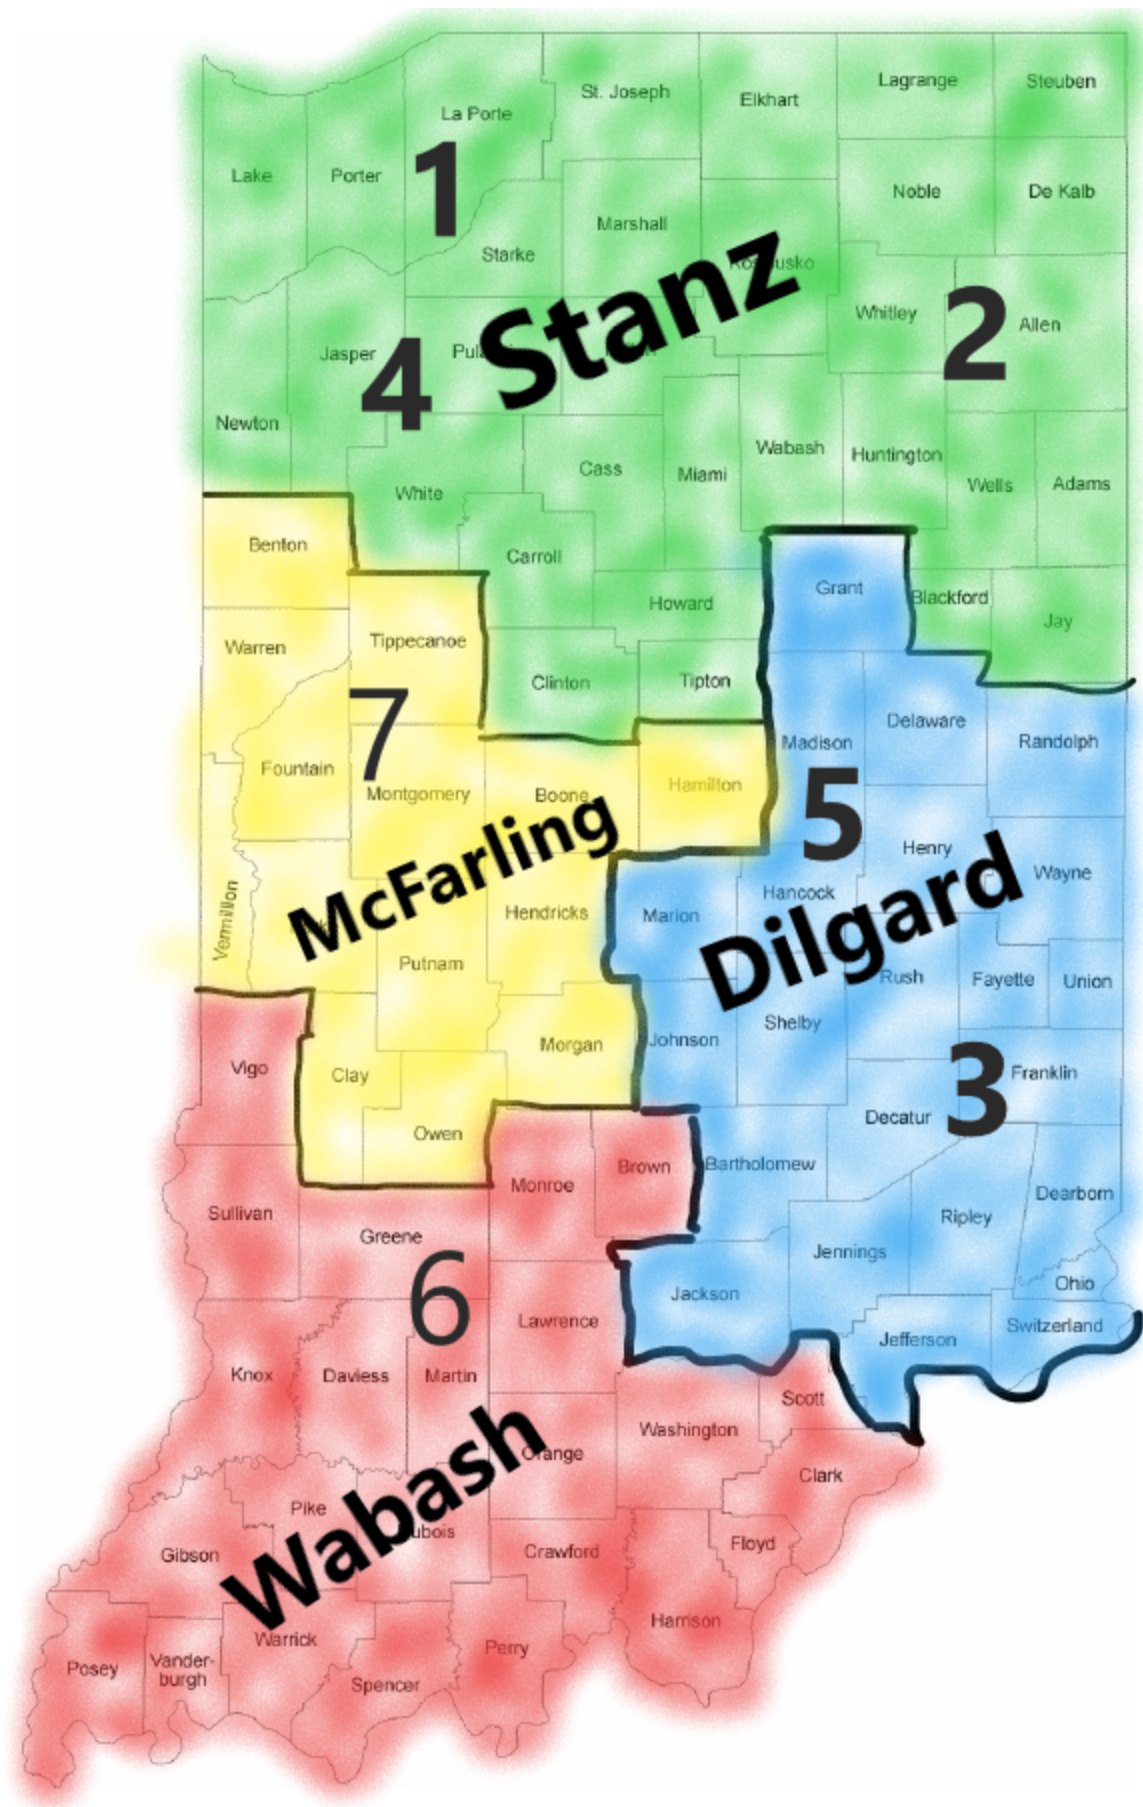 Lagrange
Steuben
St. Joseph
Elkhart
La Porte
Lake
Porter
1
Noble
De Kalb
Marshall
Starke
Stanz
Whitley
2
Allen
Jasper
4
Newton
Wabash
Huntington
Cass
Miami
Wells
Adams
White
Benton
Carroll
Grant
Blackford
Howard
Jay
Warren
Tippecanoe
Clinton
Tipton
7
Delaware
Madison
Randolph
Fountain
Montgomery
Boone
Hamilton
5
McFarling
Henry
Wayne
Vermillion
Hendricks
Marion
Hancock
Dilgard
Putnam
Rush
Fayette
Union
Shelby
Morgan
Johnson
Vigo
Clay
3
Franklin
Owen
Decatur
Monroe
Brown
Bartholomew
Dearborn
Sullivan
Greene
Ripley
Jennings
6
Jackson
Ohio
Lawrence
Jefferson
Switzerland
Knox
Daviess
Martin
Scott
Wabash
Orange
Washington
Clark
Pike
Gibson
Crawford
Floyd
Warrick
Perry
Harrison
Posey
Vander-
burgh
Spencer